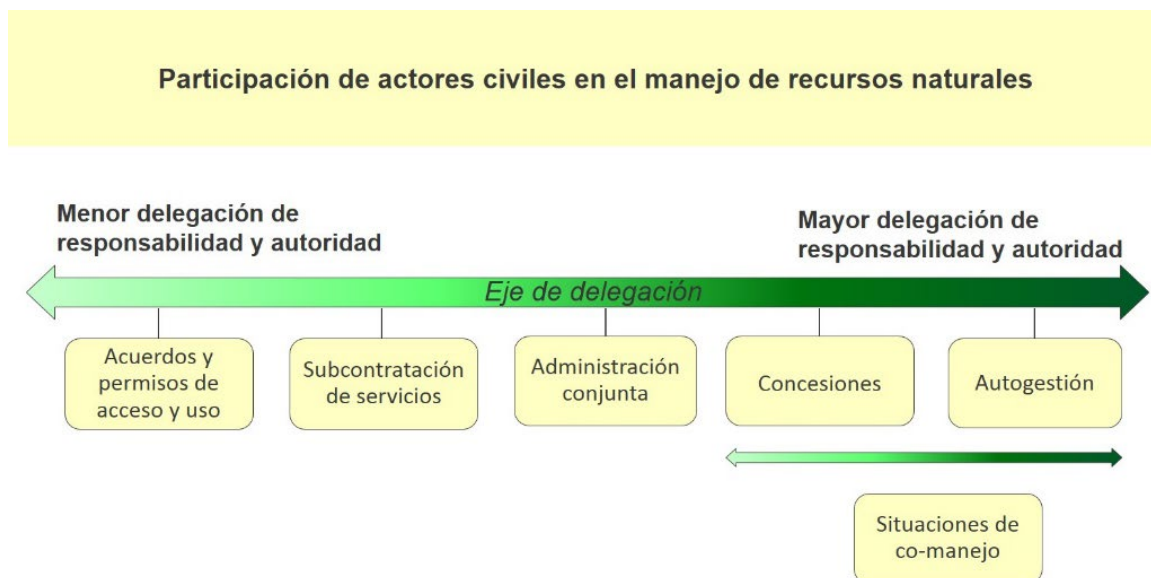 Participación de actores civiles en el manejo de recursos naturales
Menor delegación de
responsabilidad y autoridad
Mayor delegación de
responsabilidad y autoridad
Eje de delegación
Acuerdos y
permisos de
acceso y uso
Subcontratación
de servicios
Administración
conjunta
Concesiones
Autogestión
Situaciones de
co-manejo